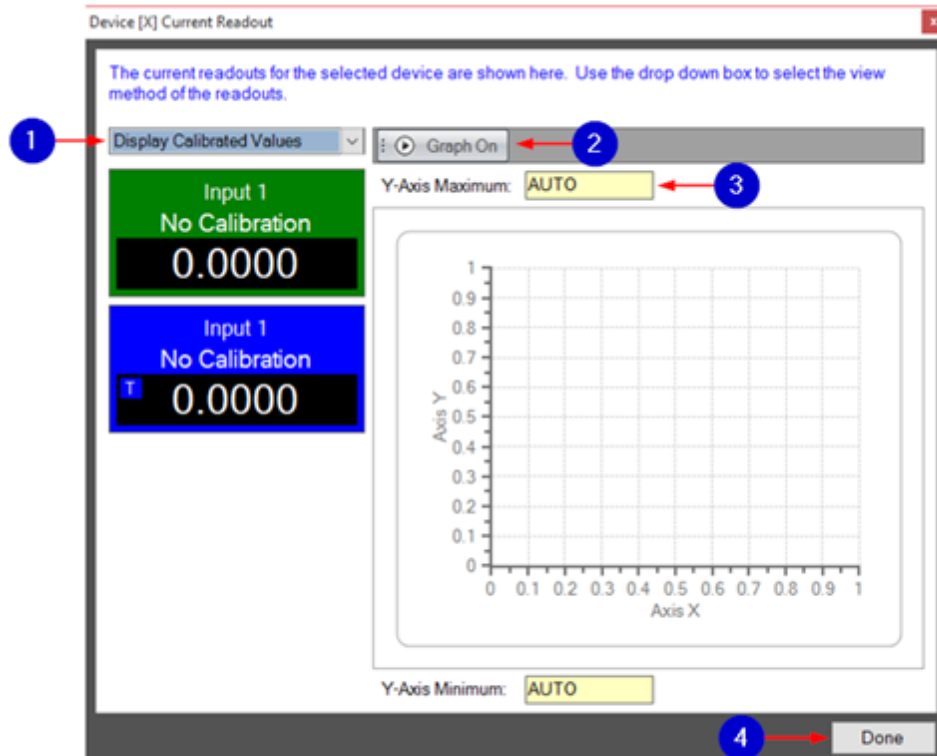 Device [X] Current Readout
x
The current readouts for the selected device are shown here. Use the drop down box to select the view
method of the readouts.
1
Display Calibrated Values
Graph On
2
Input 1
No Calibration
0.0000
Y-Axis Maximum:
AUTO
3
Input 1
No Calibration
T
0.0000
1
0.9
0.8
0.7
0.6
0.5
0.4
0.3
0.2
0.1
0
Axis Y
0 0.1 0.2 0.3 0.4 0.5 0.6 0.7 0.8 0.9 1
Axis X
Y-Axis Minimum:
AUTO
4
Done